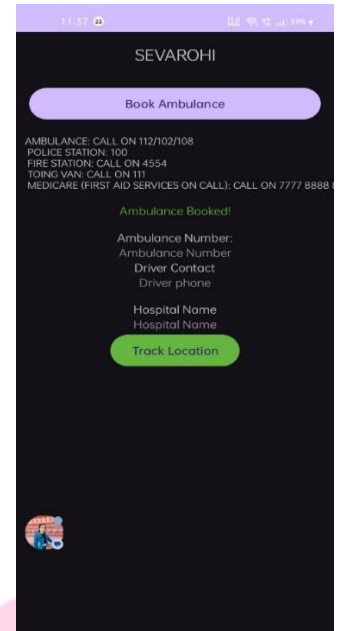 11:57
59%
SEVAROHI
Book Ambulance
AMBULANCE: CALL ON 112/102/108
POLICE STATION: 100
FIRE STATION: CALL ON 4554
TOING VAN: CALL ON 111
MEDICARE (FIRST AID SERVICES ON CALL): CALL ON 7777 8888
Ambulance Booked!
Ambulance Number:
Ambulance Number
Driver Contact
Driver phone
Hospital Name
Hospital Name
Track Location